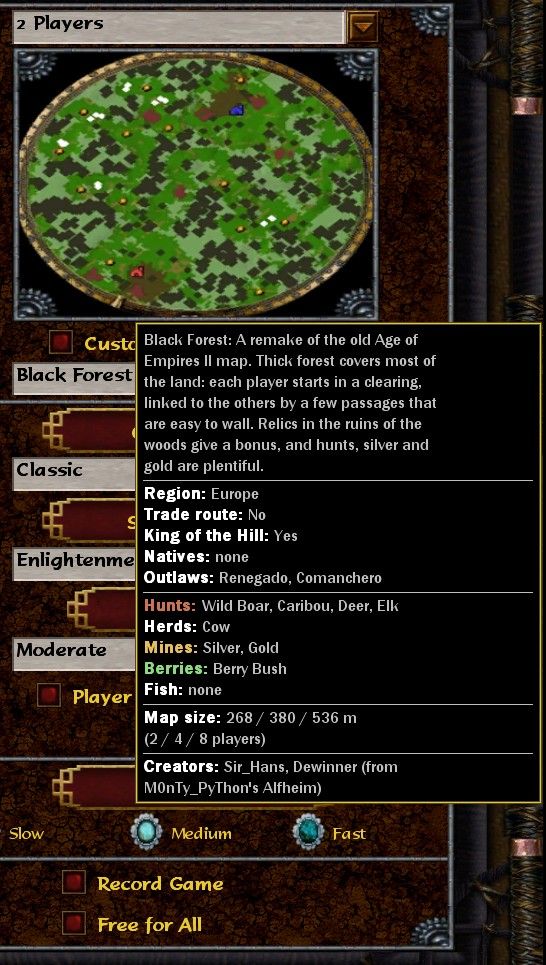 2 Players
Custo
Black Forest
Classic
S
Enlightenme
Moderate
Player
Black Forest: A remake of the old Age of
Empires II map. Thick forest covers most of
the land: each player starts in a clearing,
linked to the others by a few passages that
are easy to wall. Relics in the ruins of the
woods give a bonus, and hunts, silver and
gold are plentiful.
Region: Europe
Trade route: No
King of the Hill: Yes
Natives: none
Outlaws: Renegado, Comanchero
Hunts: Wild Boar, Caribou, Deer, Elk
Herds: Cow
Mines: Silver, Gold
Berries: Berry Bush
Fish: none
Map size: 268 / 380 / 536 m
(2 / 4 / 8 players)
Creators: Sir_Hans, Dewinner (from
M0nTy_PyThon's Alfheim)
Slow Medium Fast
Record Game
Free for All